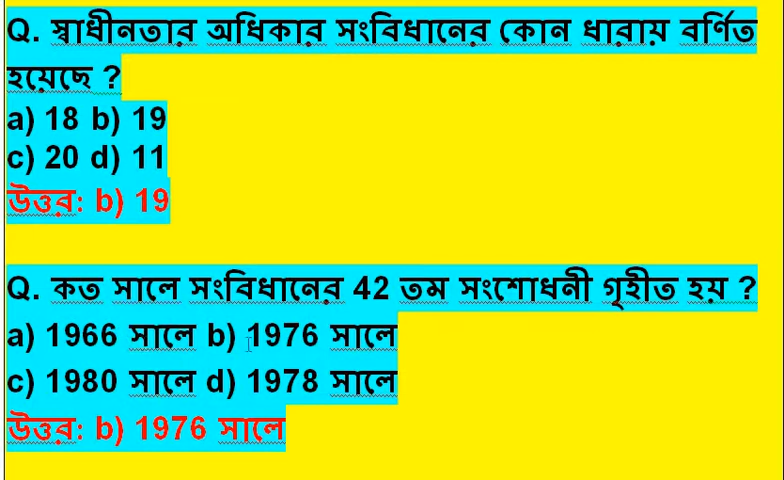 Q. স্বাধীনতার অধিকার সংবিধানের কোন ধারায় বর্ণিত
হয়েছে ?
a) 18 b) 19
c) 20 d) 11
উত্তর: b) 19
Q. কত সালে সংবিধানের 42 তম সংশোধনী গৃহীত হয় ?
a) 1966 সালে b) 1976 সালে
c) 1980 সালে d) 1978 সালে
উত্তর: b) 1976 সালে